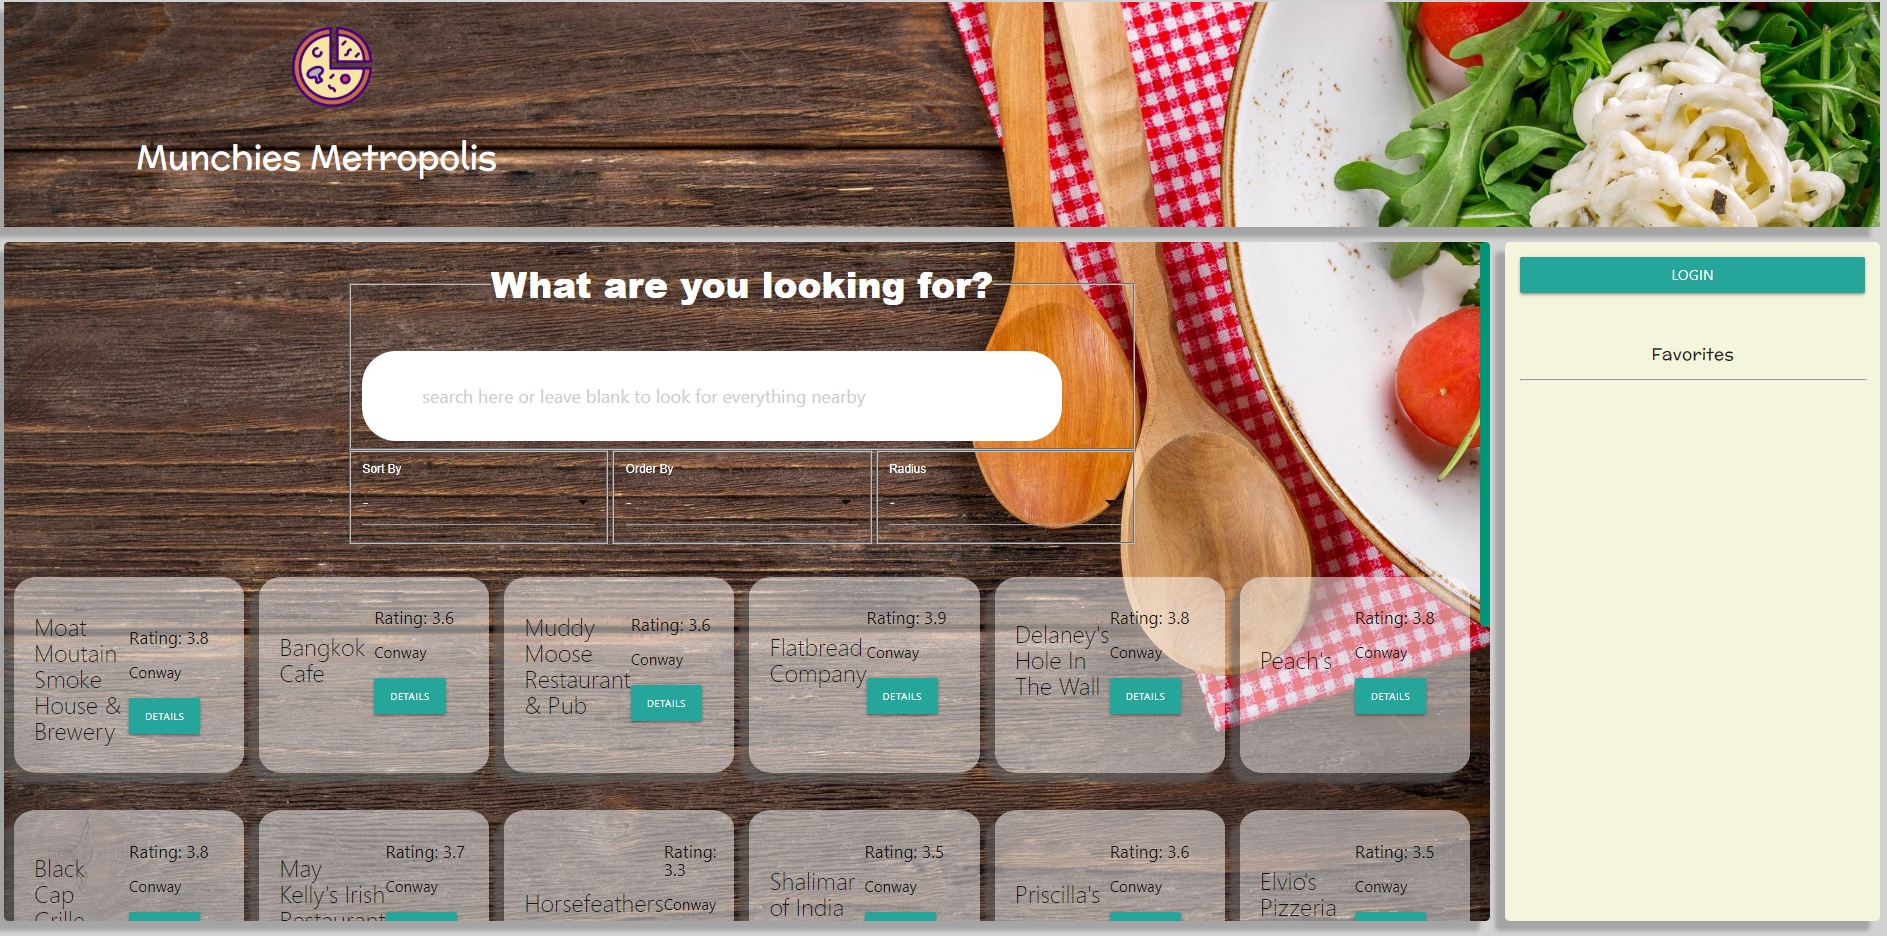 Munchies Metropolis
What are you looking for?
LOGIN
Favorites
search here or leave blank to look for everything nearby
Sort By
Order By
Radius
-
-
-
Moat
Moutain
Smoke
House &
Brewery
Rating: 3.8
Conway
DETAILS
Bangkok
Cafe
Rating: 3.6
Conway
DETAILS
Muddy
Moose
Restaurant
& Pub
Rating: 3.6
Conway
DETAILS
Flatbread
Company
Rating: 3.9
Conway
DETAILS
Delaney's
Hole In
The Wall
Rating: 3.8
Conway
DETAILS
Peach's
Rating: 3.8
Conway
DETAILS
Black
Cap
Grille
Rating: 3.8
Conway
May
Kelly's Irish
Restaurant
Rating: 3.7
Conway
Horsefeathers
Rating:
3.3
Conway
Shalimar
of India
Rating: 3.5
Conway
Priscilla's
Rating: 3.6
Conway
Elvio's
Pizzeria
Rating: 3.5
Conway